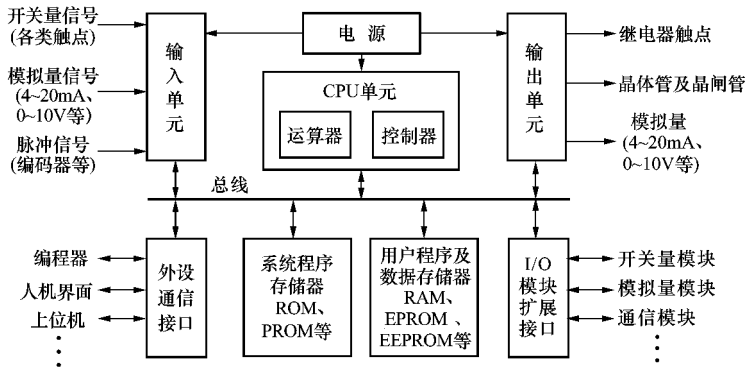 开关量信号
(各类触点)
模拟量信号
(4~20mA、
0~10V等)
脉冲信号
(编码器等)
输入单元
电源
CPU单元
运算器
控制器
输出单元
继电器触点
晶体管及晶闸管
模拟量
(4~20mA、
0~10V等)
总线
编程器
人机界面
上位机
外设
通信
接口
系统程序
存储器
ROM、
PROM等
用户程序及
数据存储器
RAM、
EPROM 、
EEPROM等
I/O
模块
扩展
接口
开关量模块
模拟量模块
通信模块